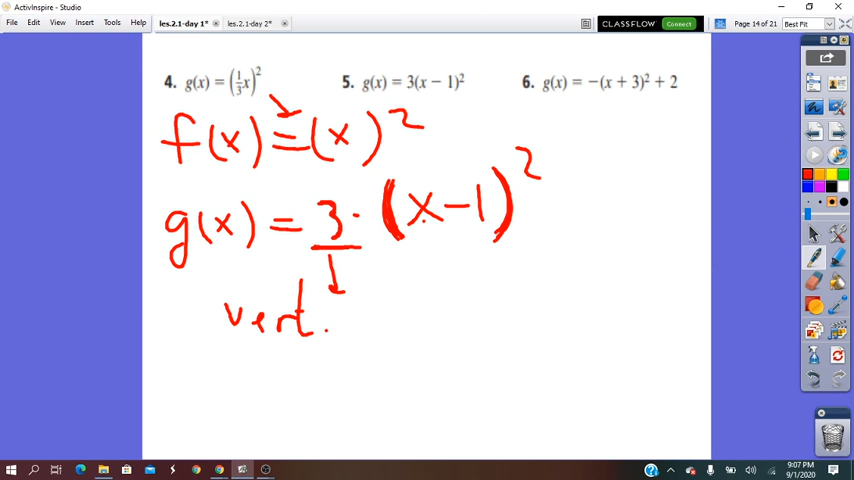 ActivInspire - Studio
File Edit View Insert Tools Help
les.2.1-day 1* les.2.1-day 2*
CLASSFLOW Connect
Page 14 of 21 Best Fit
4. g(x) = (1/3x)² 5. g(x) = 3(x − 1)² 6. g(x) = −(x + 3)² + 2
f(x) = (x)²
g(x) = 3·(x−1)²
vert.
9:07 PM
9/1/2020